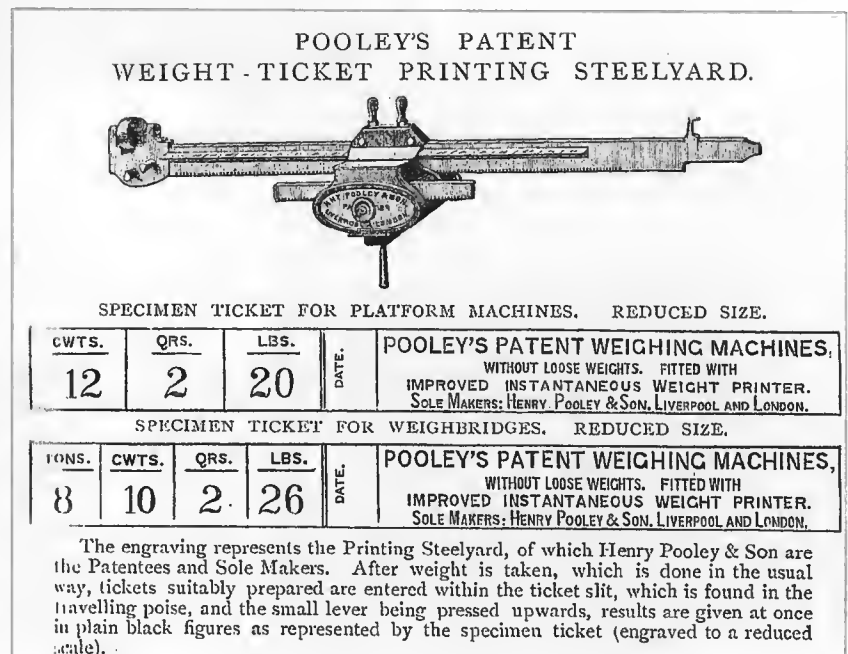 POOLEY'S PATENT
WEIGHT-TICKET PRINTING STEELYARD.
HNY POOLEY & SON
LIVERPOOL & LONDON
SPECIMEN TICKET FOR PLATFORM MACHINES. REDUCED SIZE.
CWTS. QRS. LBS.
12 2 20
DATE.
POOLEY'S PATENT WEIGHING MACHINES,
WITHOUT LOOSE WEIGHTS. FITTED WITH
IMPROVED INSTANTANEOUS WEIGHT PRINTER.
SOLE MAKERS: HENRY POOLEY & SON. LIVERPOOL AND LONDON.
SPECIMEN TICKET FOR WEIGHBRIDGES. REDUCED SIZE.
TONS. CWTS. QRS. LBS.
8 10 2 26
DATE.
POOLEY'S PATENT WEIGHING MACHINES,
WITHOUT LOOSE WEIGHTS. FITTED WITH
IMPROVED INSTANTANEOUS WEIGHT PRINTER.
SOLE MAKERS: HENRY POOLEY & SON. LIVERPOOL AND LONDON,
The engraving represents the Printing Steelyard, of which Henry Pooley & Son are
the Patentees and Sole Makers. After weight is taken, which is done in the usual
way, tickets suitably prepared are entered within the ticket slit, which is found in the
travelling poise, and the small lever being pressed upwards, results are given at once
in plain black figures as represented by the specimen ticket (engraved to a reduced
scale).